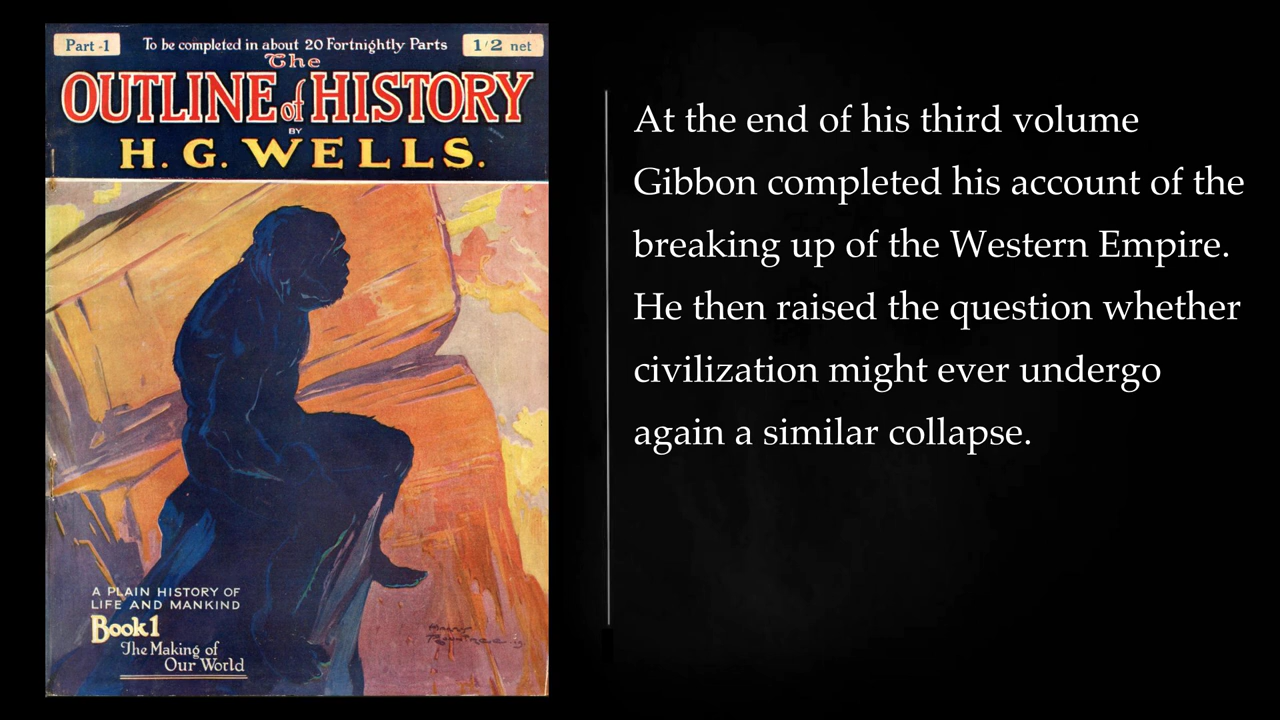 Part -1
To be completed in about 20 Fortnightly Parts
1/2 net
The
OUTLINE of HISTORY
BY
H. G. WELLS.
A PLAIN HISTORY OF
LIFE AND MANKIND
Book 1
The Making of
Our World
At the end of his third volume
Gibbon completed his account of the
breaking up of the Western Empire.
He then raised the question whether
civilization might ever undergo
again a similar collapse.